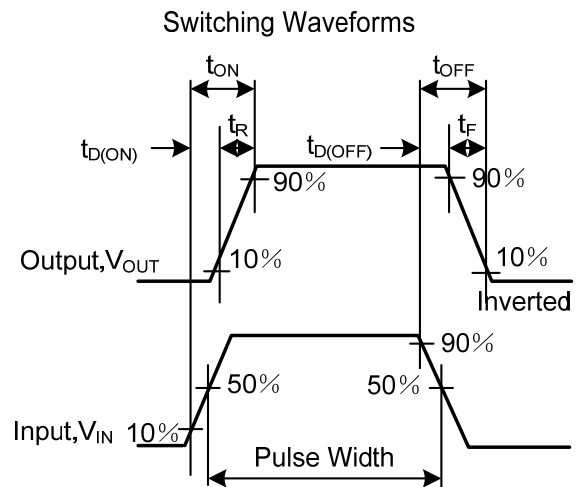 Switching Waveforms
tON tOFF
tR tF
tD(ON) tD(OFF)
90% 90%
Output,VOUT 10% 10%
Inverted
90%
50% 50%
Input,VIN 10%
Pulse Width